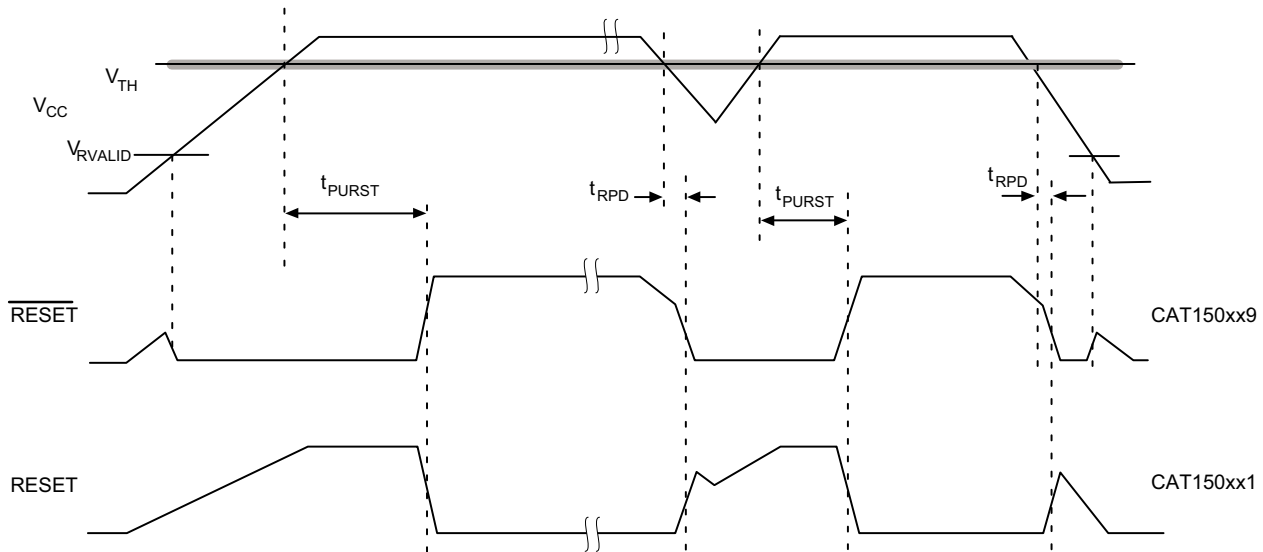 V_TH
V_CC
V_RVALID
t_PURST
t_RPD
t_PURST
t_RPD
RESET
CAT150xx9
RESET
CAT150xx1